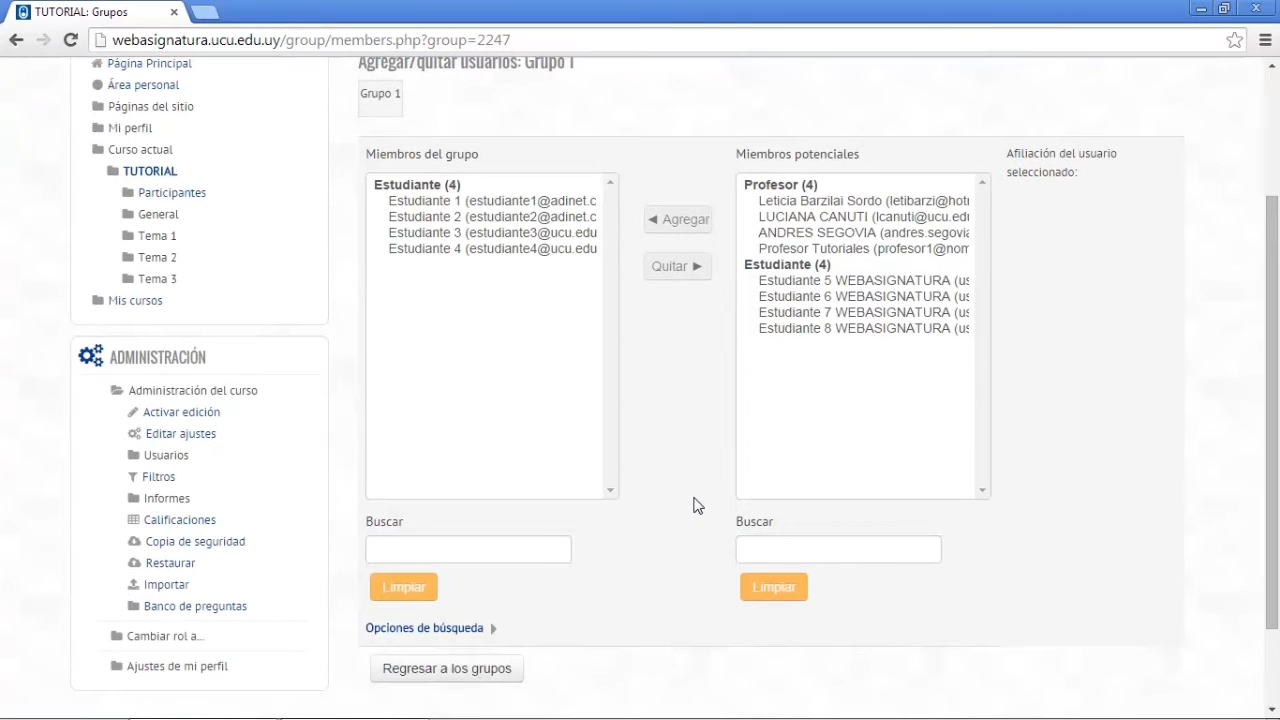 TUTORIAL: Grupos
webasignatura.ucu.edu.uy/group/members.php?group=2247
Página Principal
Área personal
Páginas del sitio
Mi perfil
Curso actual
TUTORIAL
Participantes
General
Tema 1
Tema 2
Tema 3
Mis cursos
ADMINISTRACIÓN
Administración del curso
Activar edición
Editar ajustes
Usuarios
Filtros
Informes
Calificaciones
Copia de seguridad
Restaurar
Importar
Banco de preguntas
Cambiar rol a...
Ajustes de mi perfil
Agregar/quitar usuarios: Grupo 1
Grupo 1
Miembros del grupo
Estudiante (4)
Estudiante 1 (estudiante1@adinet.c
Estudiante 2 (estudiante2@adinet.c
Estudiante 3 (estudiante3@ucu.edu
Estudiante 4 (estudiante4@ucu.edu
Buscar
Limpiar
Opciones de búsqueda
Regresar a los grupos
◄ Agregar
Quitar ►
Miembros potenciales
Profesor (4)
Leticia Barzilai Sordo (letibarzi@hotn
LUCIANA CANUTI (lcanuti@ucu.edu
ANDRES SEGOVIA (andres.segovia
Profesor Tutoriales (profesor1@nom
Estudiante (4)
Estudiante 5 WEBASIGNATURA (us
Estudiante 6 WEBASIGNATURA (us
Estudiante 7 WEBASIGNATURA (us
Estudiante 8 WEBASIGNATURA (us
Buscar
Limpiar
Afiliación del usuario
seleccionado: